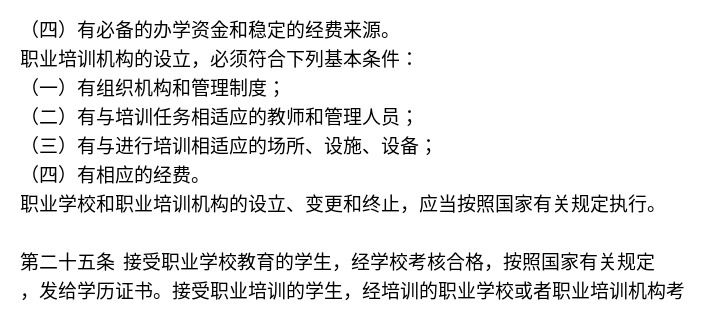 （四）有必备的办学资金和稳定的经费来源。
职业培训机构的设立，必须符合下列基本条件：
（一）有组织机构和管理制度；
（二）有与培训任务相适应的教师和管理人员；
（三）有与进行培训相适应的场所、设施、设备；
（四）有相应的经费。
职业学校和职业培训机构的设立、变更和终止，应当按照国家有关规定执行。
第二十五条 接受职业学校教育的学生，经学校考核合格，按照国家有关规定
，发给学历证书。接受职业培训的学生，经培训的职业学校或者职业培训机构考